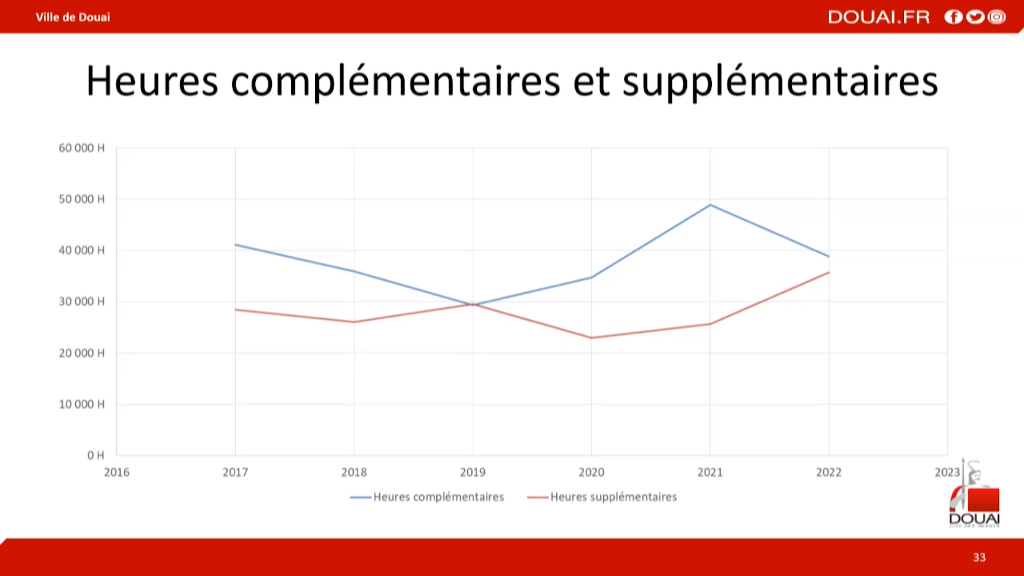 Ville de Douai
DOUAI.FR
Heures complémentaires et supplémentaires
60 000 H
50 000 H
40 000 H
30 000 H
20 000 H
10 000 H
0 H
2016 2017 2018 2019 2020 2021 2022 2023
Heures complémentaires Heures supplémentaires
DOUAI
33